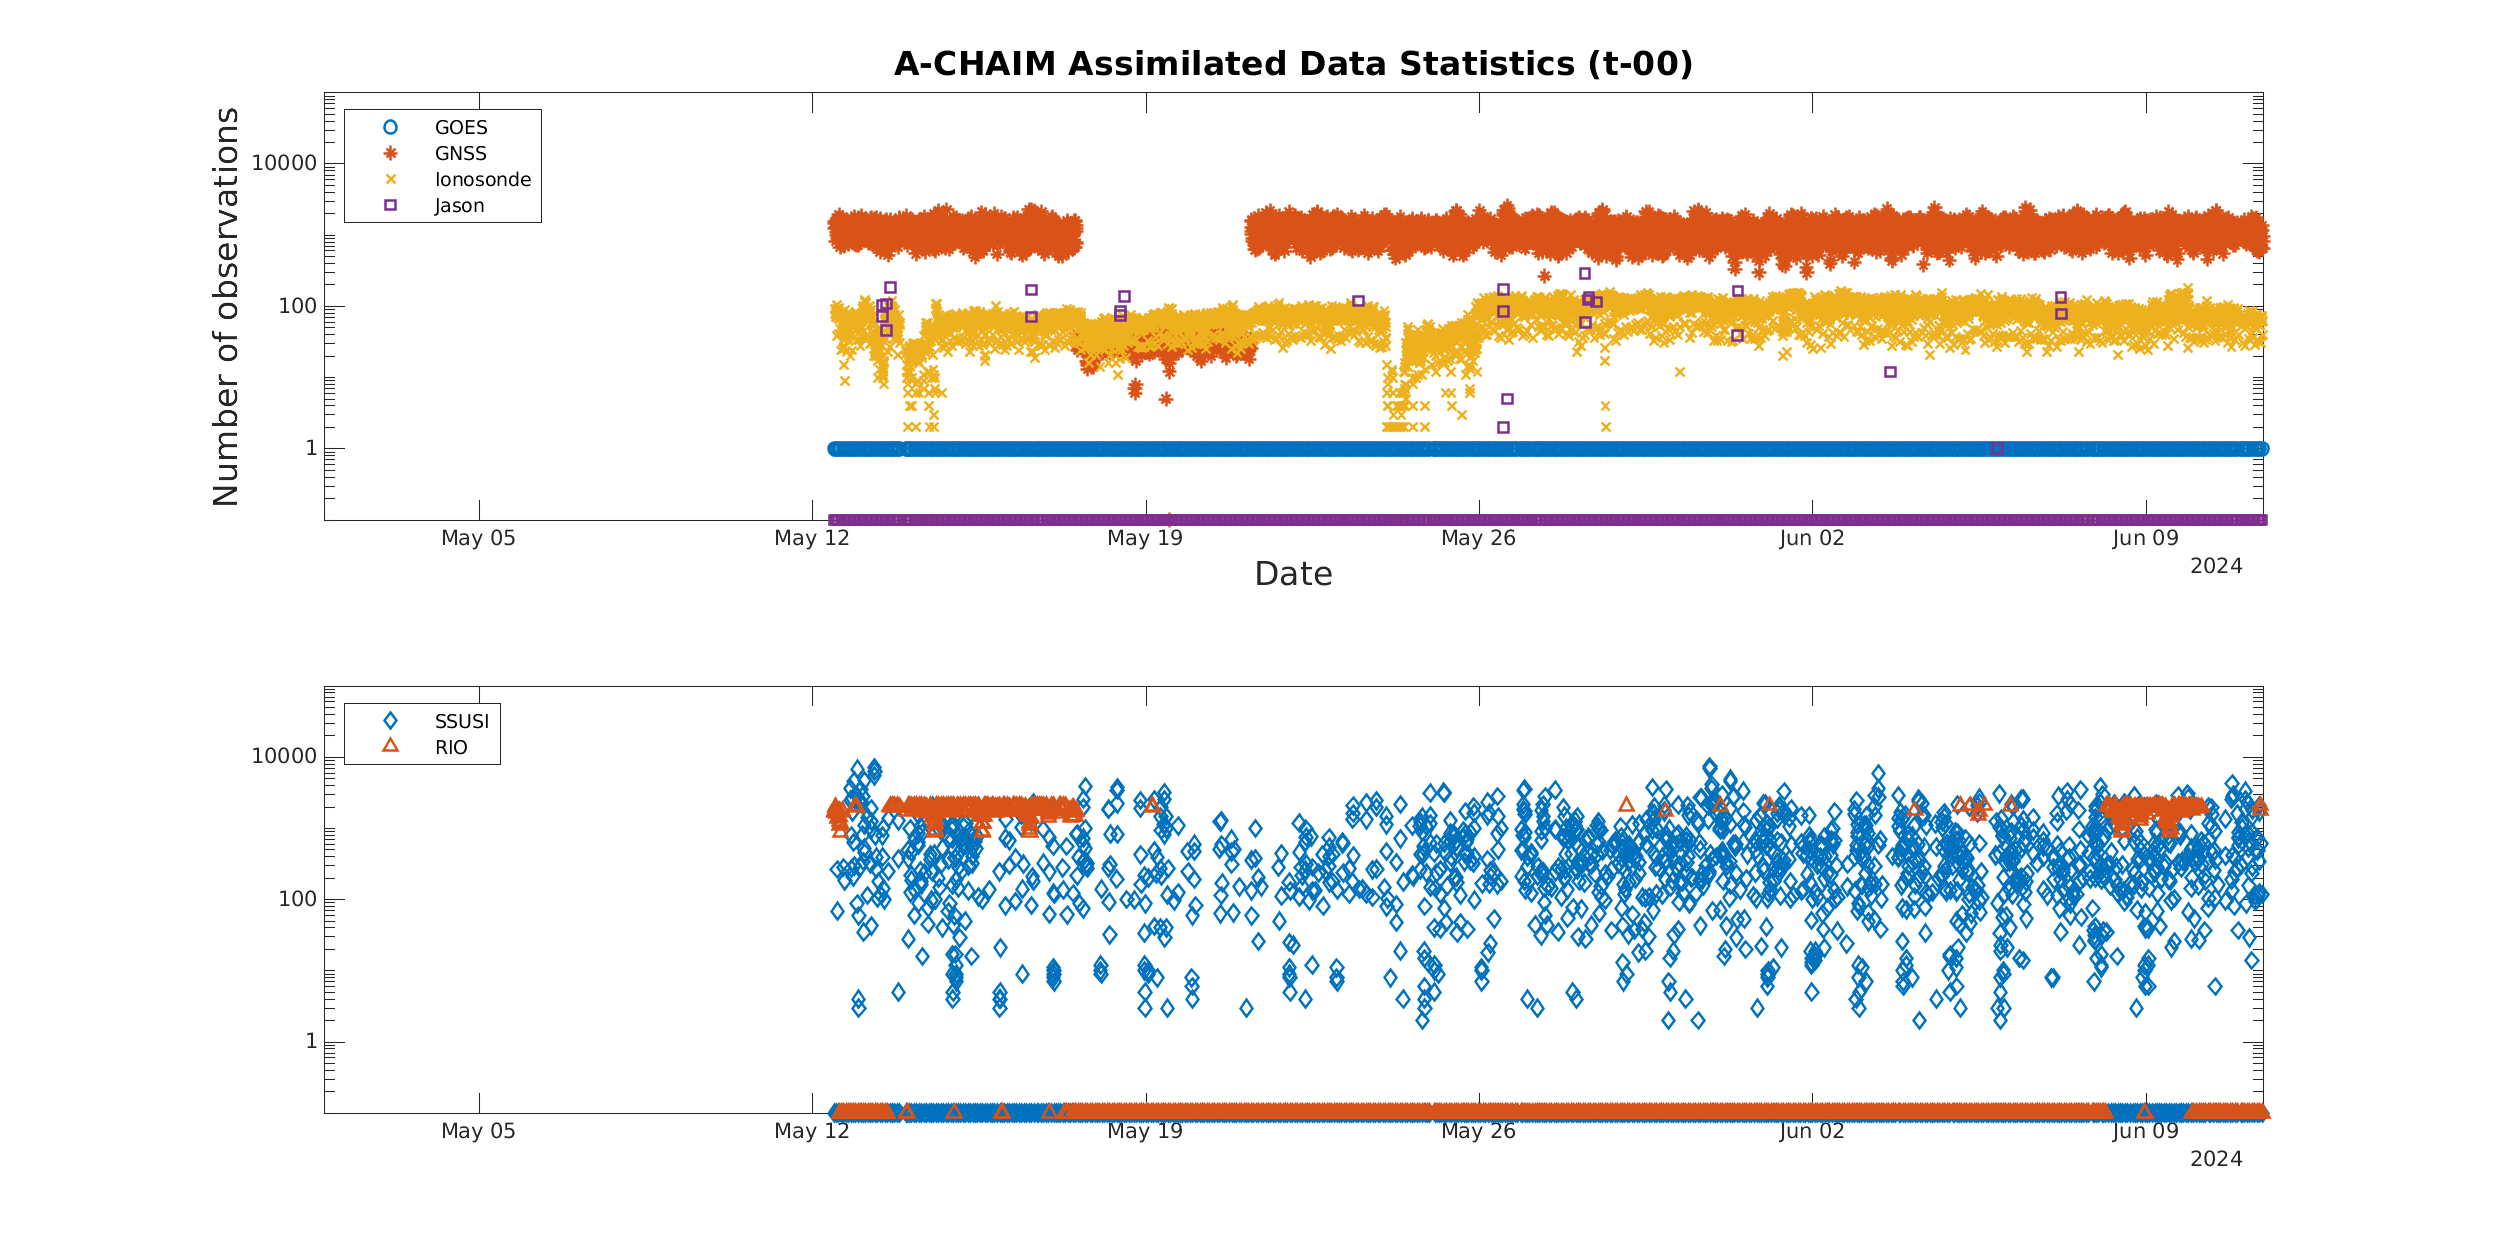 A-CHAIM Assimilated Data Statistics (t-00)
Number of observations
GOES
GNSS
Ionosonde
Jason
10000
100
1
May 05
May 12
May 19
May 26
Jun 02
Jun 09
2024
Date
SSUSI
RIO
10000
100
1
May 05
May 12
May 19
May 26
Jun 02
Jun 09
2024